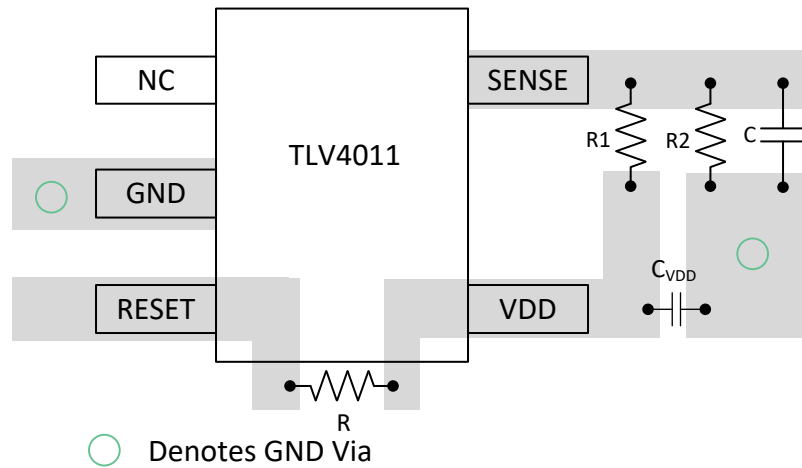 NC
SENSE
TLV4011
R1
R2
C
GND
CVDD
RESET
VDD
R
Denotes GND Via